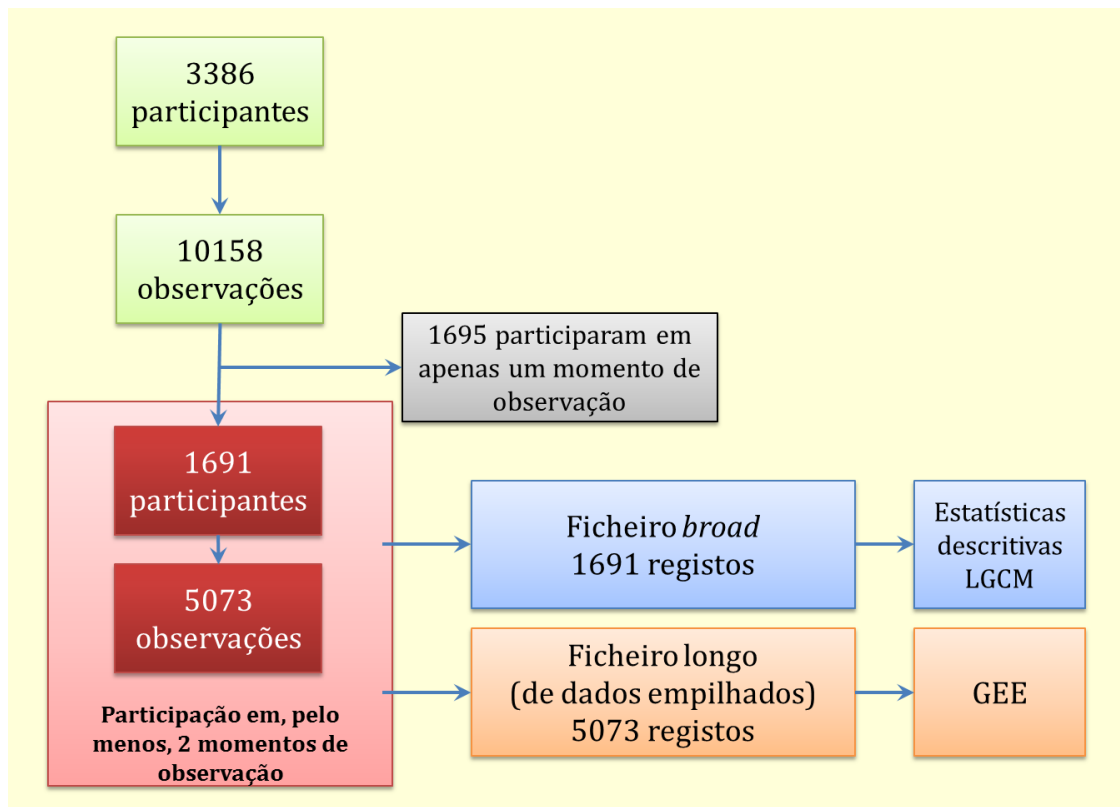 3386
participantes
10158
observações
1695 participaram em
apenas um momento de
observação
1691
participantes
5073
observações
Participação em, pelo
menos, 2 momentos de
observação
Ficheiro broad
1691 registos
Estatísticas
descritivas
LGCM
Ficheiro longo
(de dados empilhados)
5073 registos
GEE